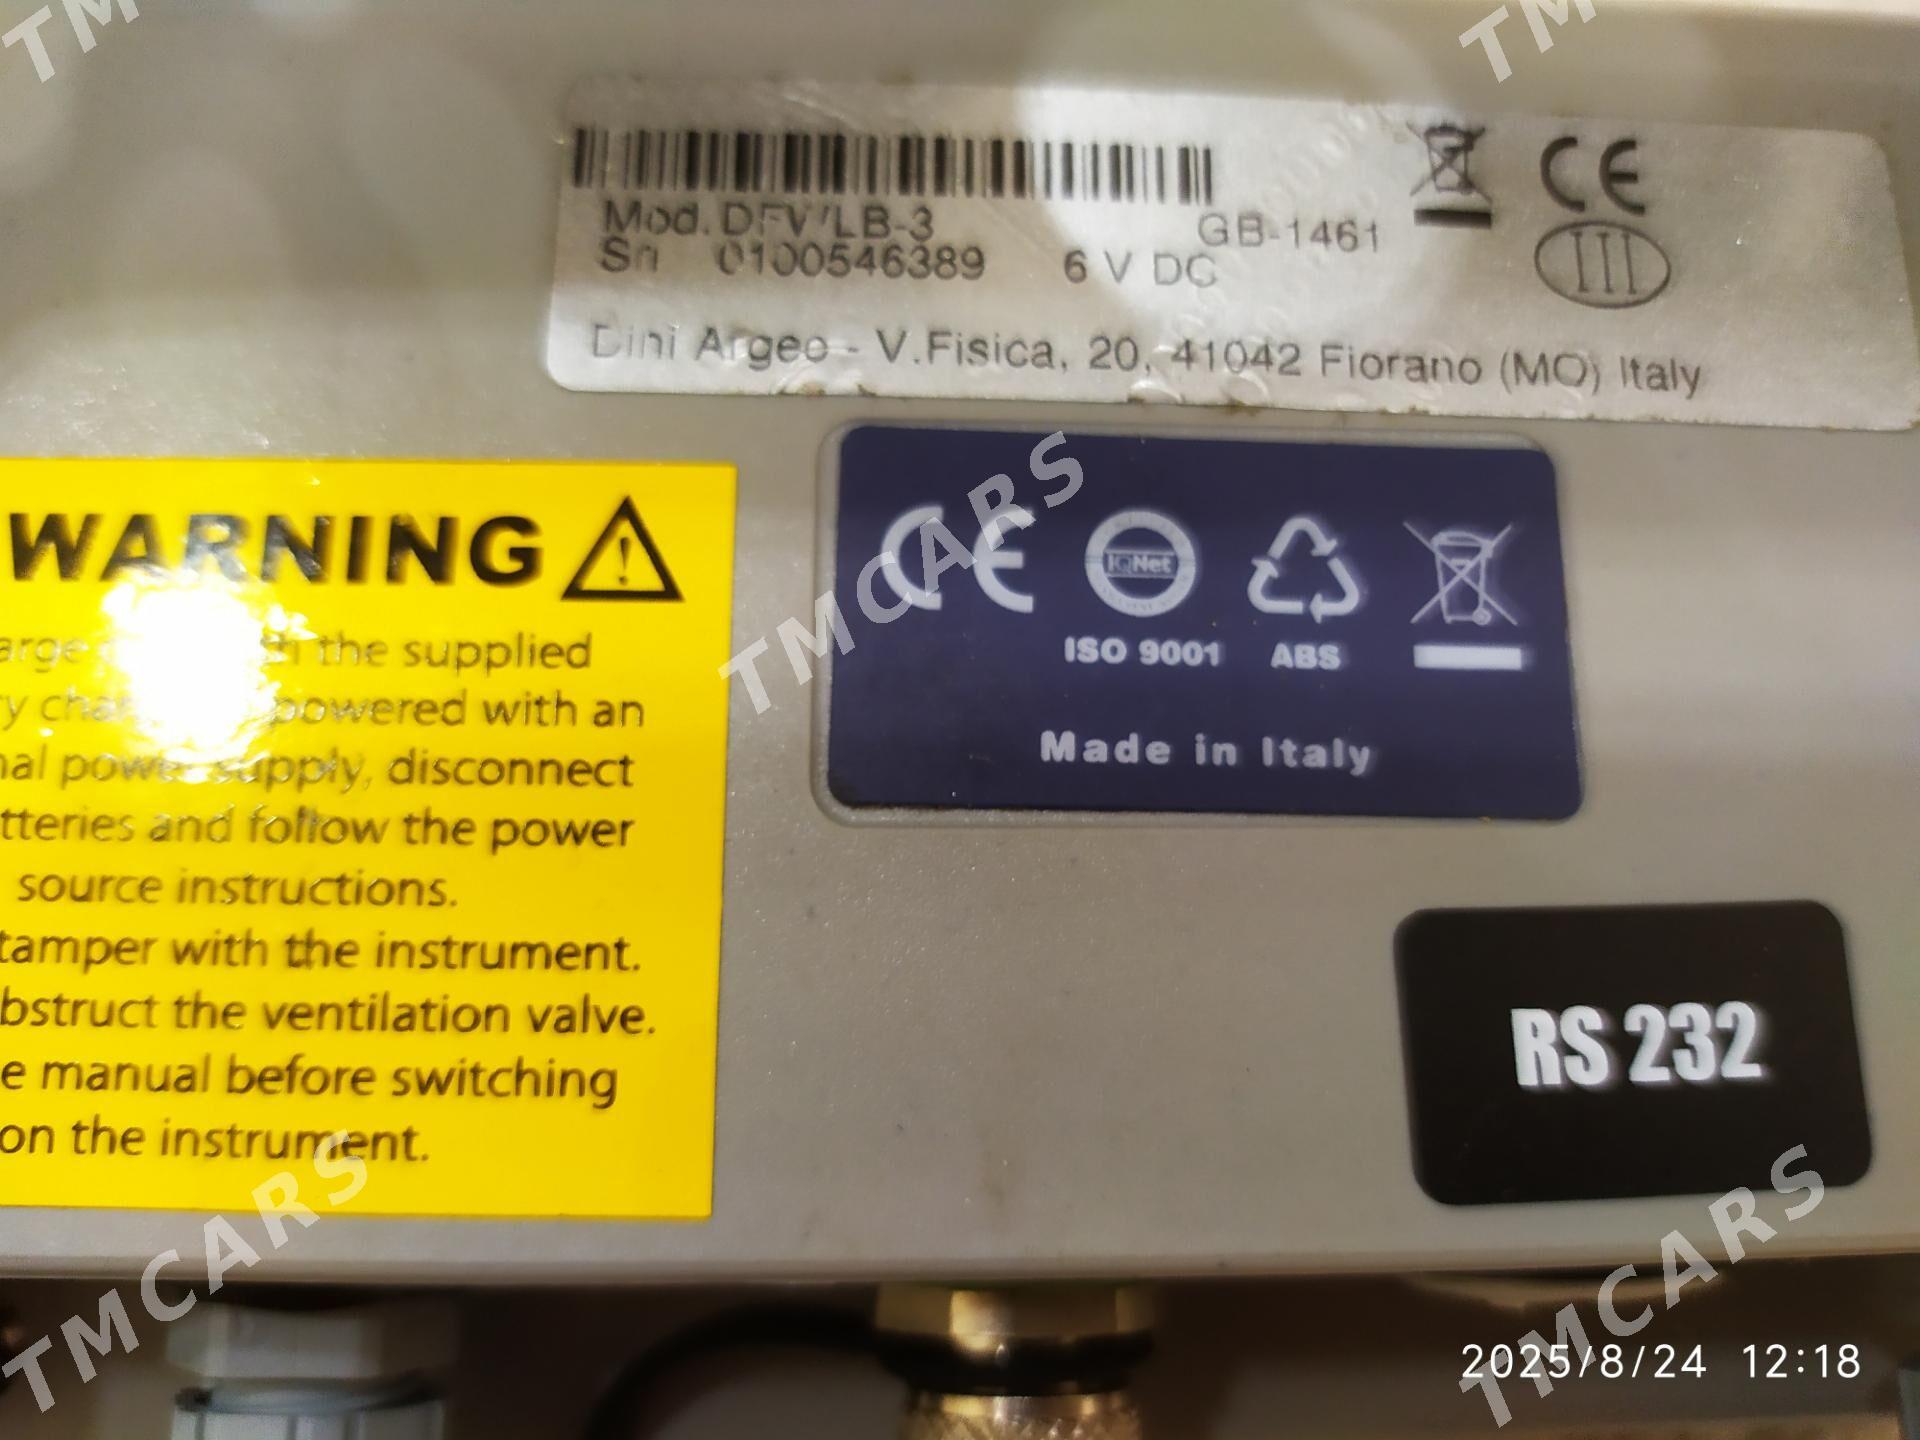 Mod. DFWLB-3
GB-1461
Sn 0100546389 6 V DC
Dini Argeo - V.Fisica, 20, 41042 Fiorano (MO) Italy
CE
III
WARNING
the supplied
powered with an
power supply, disconnect
tteries and follow the power
source instructions.
tamper with the instrument.
bstruct the ventilation valve.
e manual before switching
on the instrument.
CE
IQNet
ISO 9001 ABS
Made in Italy
RS 232
TMCARS
TMCARS
TMCARS
2025/8/24 12:18